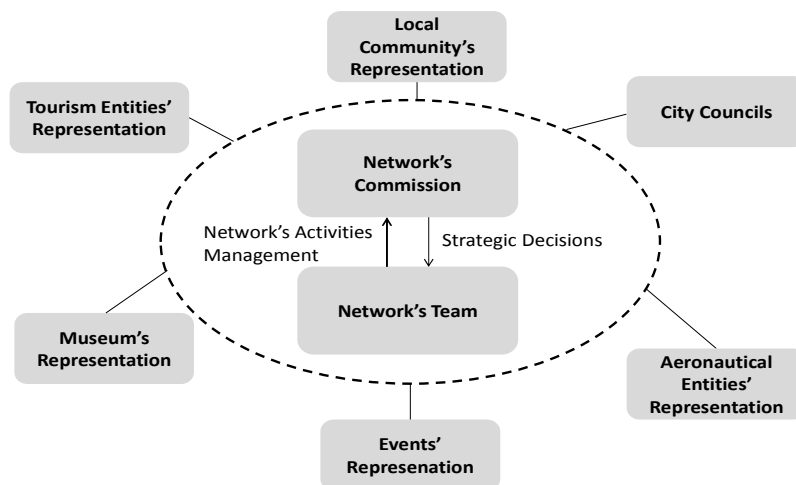 Local
Community’s
Representation
Tourism Entities’
Representation
City Councils
Network’s
Commission
Network’s Activities
Management
Strategic Decisions
Network’s Team
Museum’s
Representation
Aeronautical
Entities’
Representation
Events’
Represenation